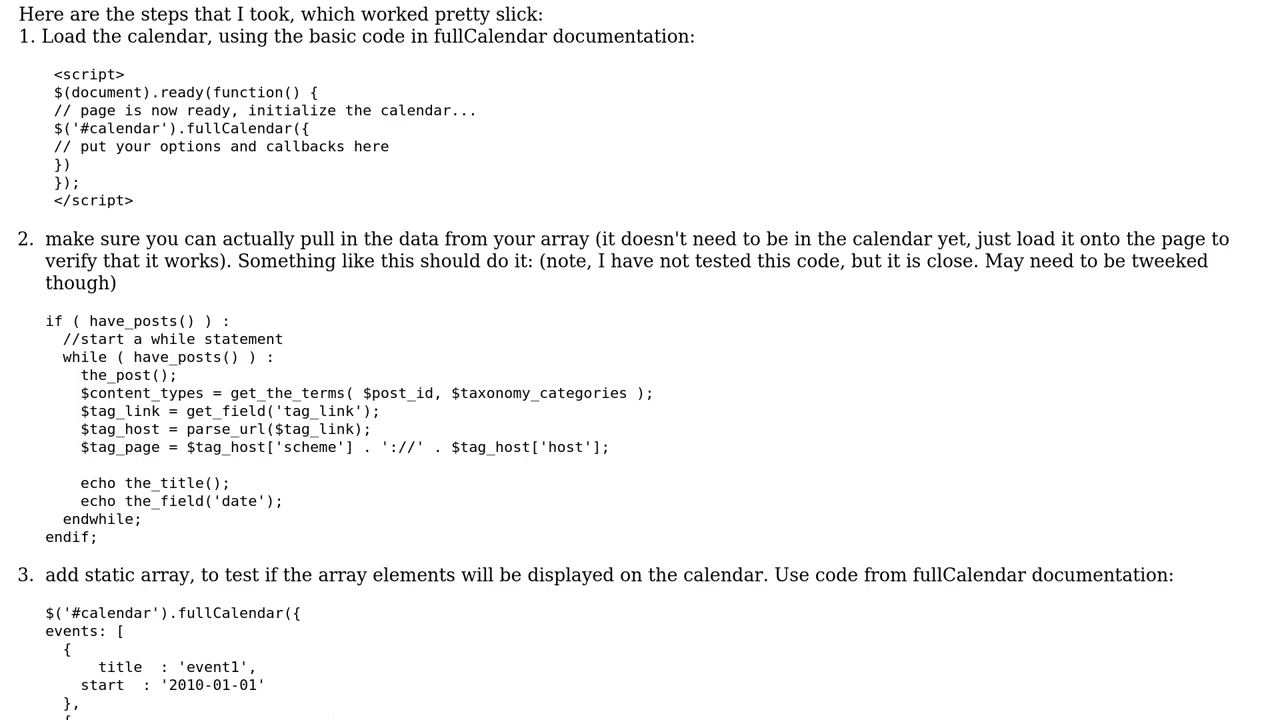 Here are the steps that I took, which worked pretty slick:
1. Load the calendar, using the basic code in fullCalendar documentation:
<script>
$(document).ready(function() {
// page is now ready, initialize the calendar...
$('#calendar').fullCalendar({
// put your options and callbacks here
})
});
</script>
2. make sure you can actually pull in the data from your array (it doesn't need to be in the calendar yet, just load it onto the page to
verify that it works). Something like this should do it: (note, I have not tested this code, but it is close. May need to be tweeked
though)
if ( have_posts() ) :
  //start a while statement
  while ( have_posts() ) :
    the_post();
    $content_types = get_the_terms( $post_id, $taxonomy_categories );
    $tag_link = get_field('tag_link');
    $tag_host = parse_url($tag_link);
    $tag_page = $tag_host['scheme'] . '://' . $tag_host['host'];
    echo the_title();
    echo the_field('date');
  endwhile;
endif;
3. add static array, to test if the array elements will be displayed on the calendar. Use code from fullCalendar documentation:
$('#calendar').fullCalendar({
events: [
  {
      title  : 'event1',
    start  : '2010-01-01'
  },
  {